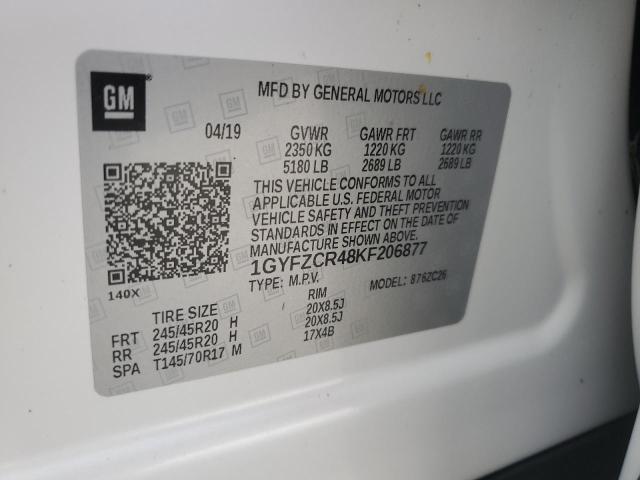 GM
MFD BY GENERAL MOTORS LLC
04/19 GVWR GAWR FRT GAWR RR
2350 KG 1220 KG 1220 KG
5180 LB 2689 LB 2689 LB
THIS VEHICLE CONFORMS TO ALL
APPLICABLE U.S. FEDERAL MOTOR
VEHICLE SAFETY AND THEFT PREVENTION
STANDARDS IN EFFECT ON THE DATE OF
MANUFACTURE SHOWN ABOVE.
1GYFZCR48KF206877
140X
TYPE: M.P.V. MODEL: 876ZC26
TIRE SIZE RIM
FRT 245/45R20 H 20X8.5J
RR 245/45R20 H 20X8.5J
SPA T145/70R17 M 17X4B